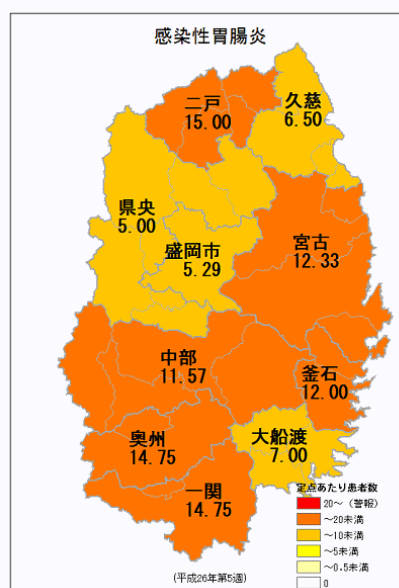 感染性胃腸炎
二戸
15.00
久慈
6.50
県央
5.00
盛岡市
5.29
宮古
12.33
中部
11.57
釜石
12.00
奥州
14.75
大船渡
7.00
一関
14.75
定点あたり患者数
20～（警報）
～20未満
～10未満
～5未満
～0.5未満
0
(平成26年第5週)